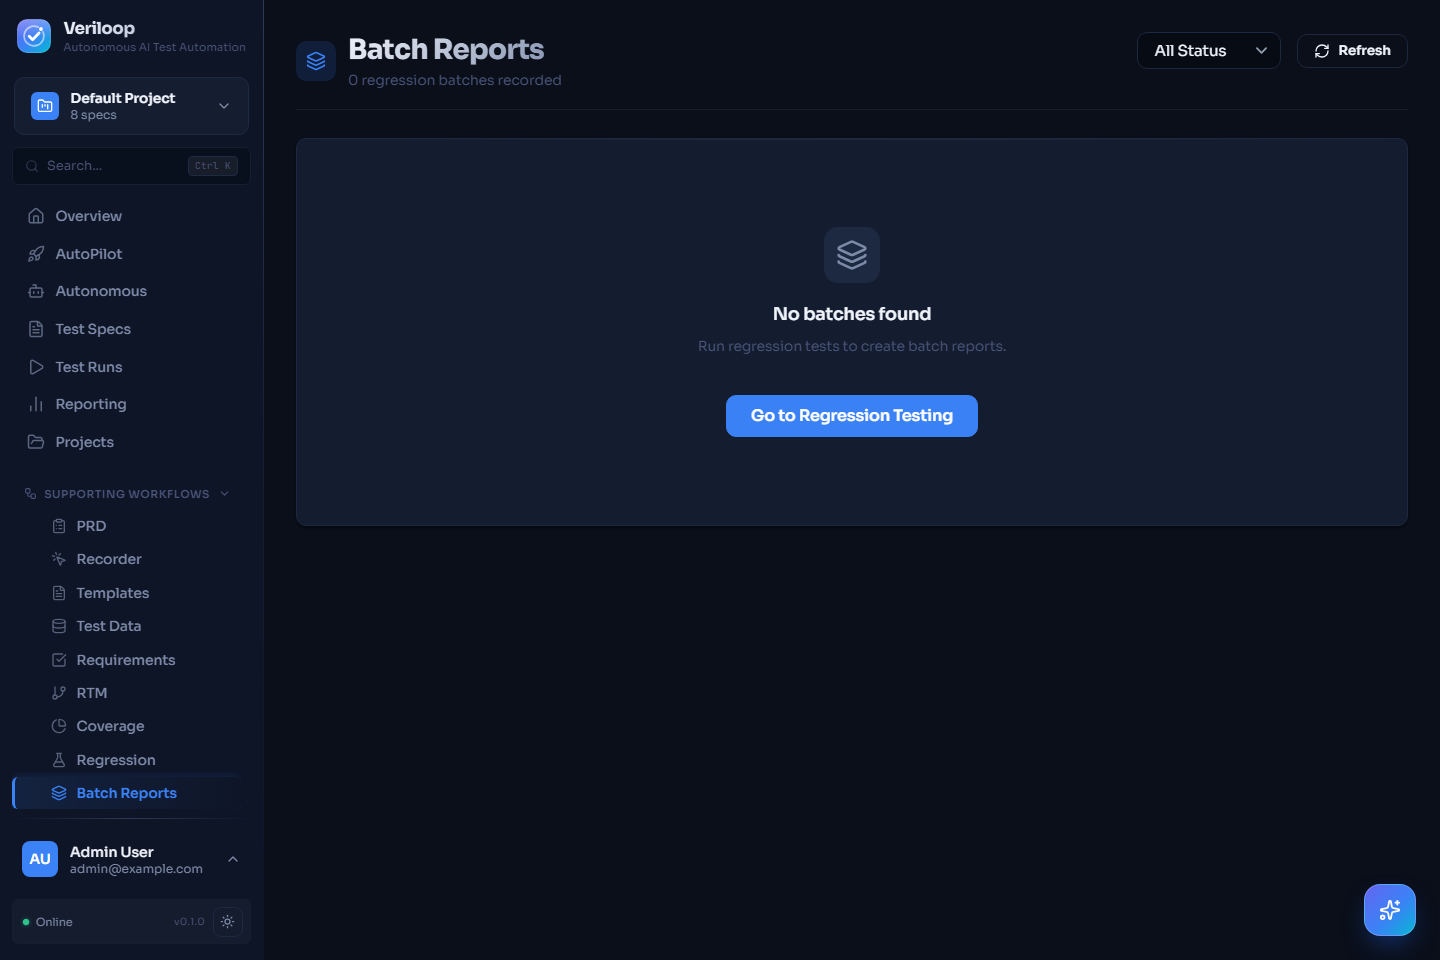 Veriloop
Autonomous AI Test Automation
Default Project
8 specs
Search...
Ctrl K
Overview
AutoPilot
Autonomous
Test Specs
Test Runs
Reporting
Projects
SUPPORTING WORKFLOWS
PRD
Recorder
Templates
Test Data
Requirements
RTM
Coverage
Regression
Batch Reports
AU
Admin User
admin@example.com
Online
v0.1.0
Batch Reports
0 regression batches recorded
All Status
Refresh
No batches found
Run regression tests to create batch reports.
Go to Regression Testing